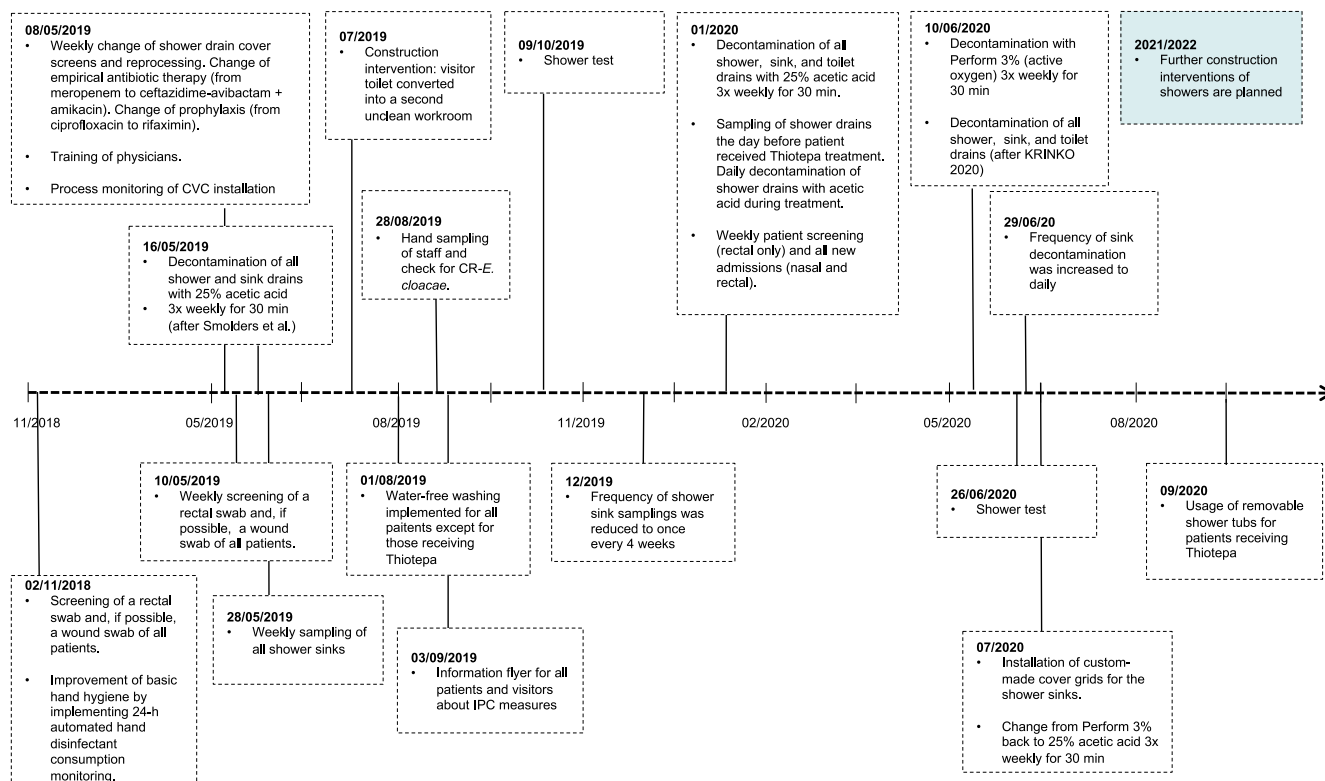 08/05/2019
• Weekly change of shower drain cover
screens and reprocessing. Change of
empirical antibiotic therapy (from
meropenem to ceftazidime-avibactam +
amikacin). Change of prophylaxis (from
ciprofloxacin to rifaximin).
• Training of physicians.
• Process monitoring of CVC installation
16/05/2019
• Decontamination of all
shower and sink drains
with 25% acetic acid
• 3x weekly for 30 min
(after Smolders et al.)
07/2019
• Construction
intervention: visitor
toilet converted
into a second
unclean workroom
28/08/2019
• Hand sampling
of staff and
check for CR-E.
cloacae.
09/10/2019
• Shower test
01/2020
• Decontamination of all
shower, sink, and toilet
drains with 25% acetic acid
3x weekly for 30 min.
• Sampling of shower drains
the day before patient
received Thiotepa treatment.
Daily decontamination of
shower drains with acetic
acid during treatment.
• Weekly patient screening
(rectal only) and all new
admissions (nasal and
rectal).
10/06/2020
• Decontamination with
Perform 3% (active
oxygen) 3x weekly for
30 min
• Decontamination of all
shower, sink, and toilet
drains (after KRINKO
2020)
29/06/20
• Frequency of sink
decontamination
was increased to
daily
2021/2022
• Further construction
interventions of
showers are planned
11/2018
05/2019
08/2019
11/2019
02/2020
05/2020
08/2020
02/11/2018
• Screening of a rectal
swab and, if possible,
a wound swab of all
patients.
• Improvement of basic
hand hygiene by
implementing 24-h
automated hand
disinfectant
consumption
monitoring.
10/05/2019
• Weekly screening of a
rectal swab and, if
possible, a wound
swab of all patients.
28/05/2019
• Weekly sampling of
all shower sinks
01/08/2019
• Water-free washing
implemented for all
paitents except for
those receiving
Thiotepa
03/09/2019
• Information flyer for all
patients and visitors
about IPC measures
12/2019
• Frequency of shower
sink samplings was
reduced to once
every 4 weeks
26/06/2020
• Shower test
07/2020
• Installation of custom-
made cover grids for the
shower sinks.
• Change from Perform 3%
back to 25% acetic acid 3x
weekly for 30 min
09/2020
• Usage of removable
shower tubs for
patients receiving
Thiotepa